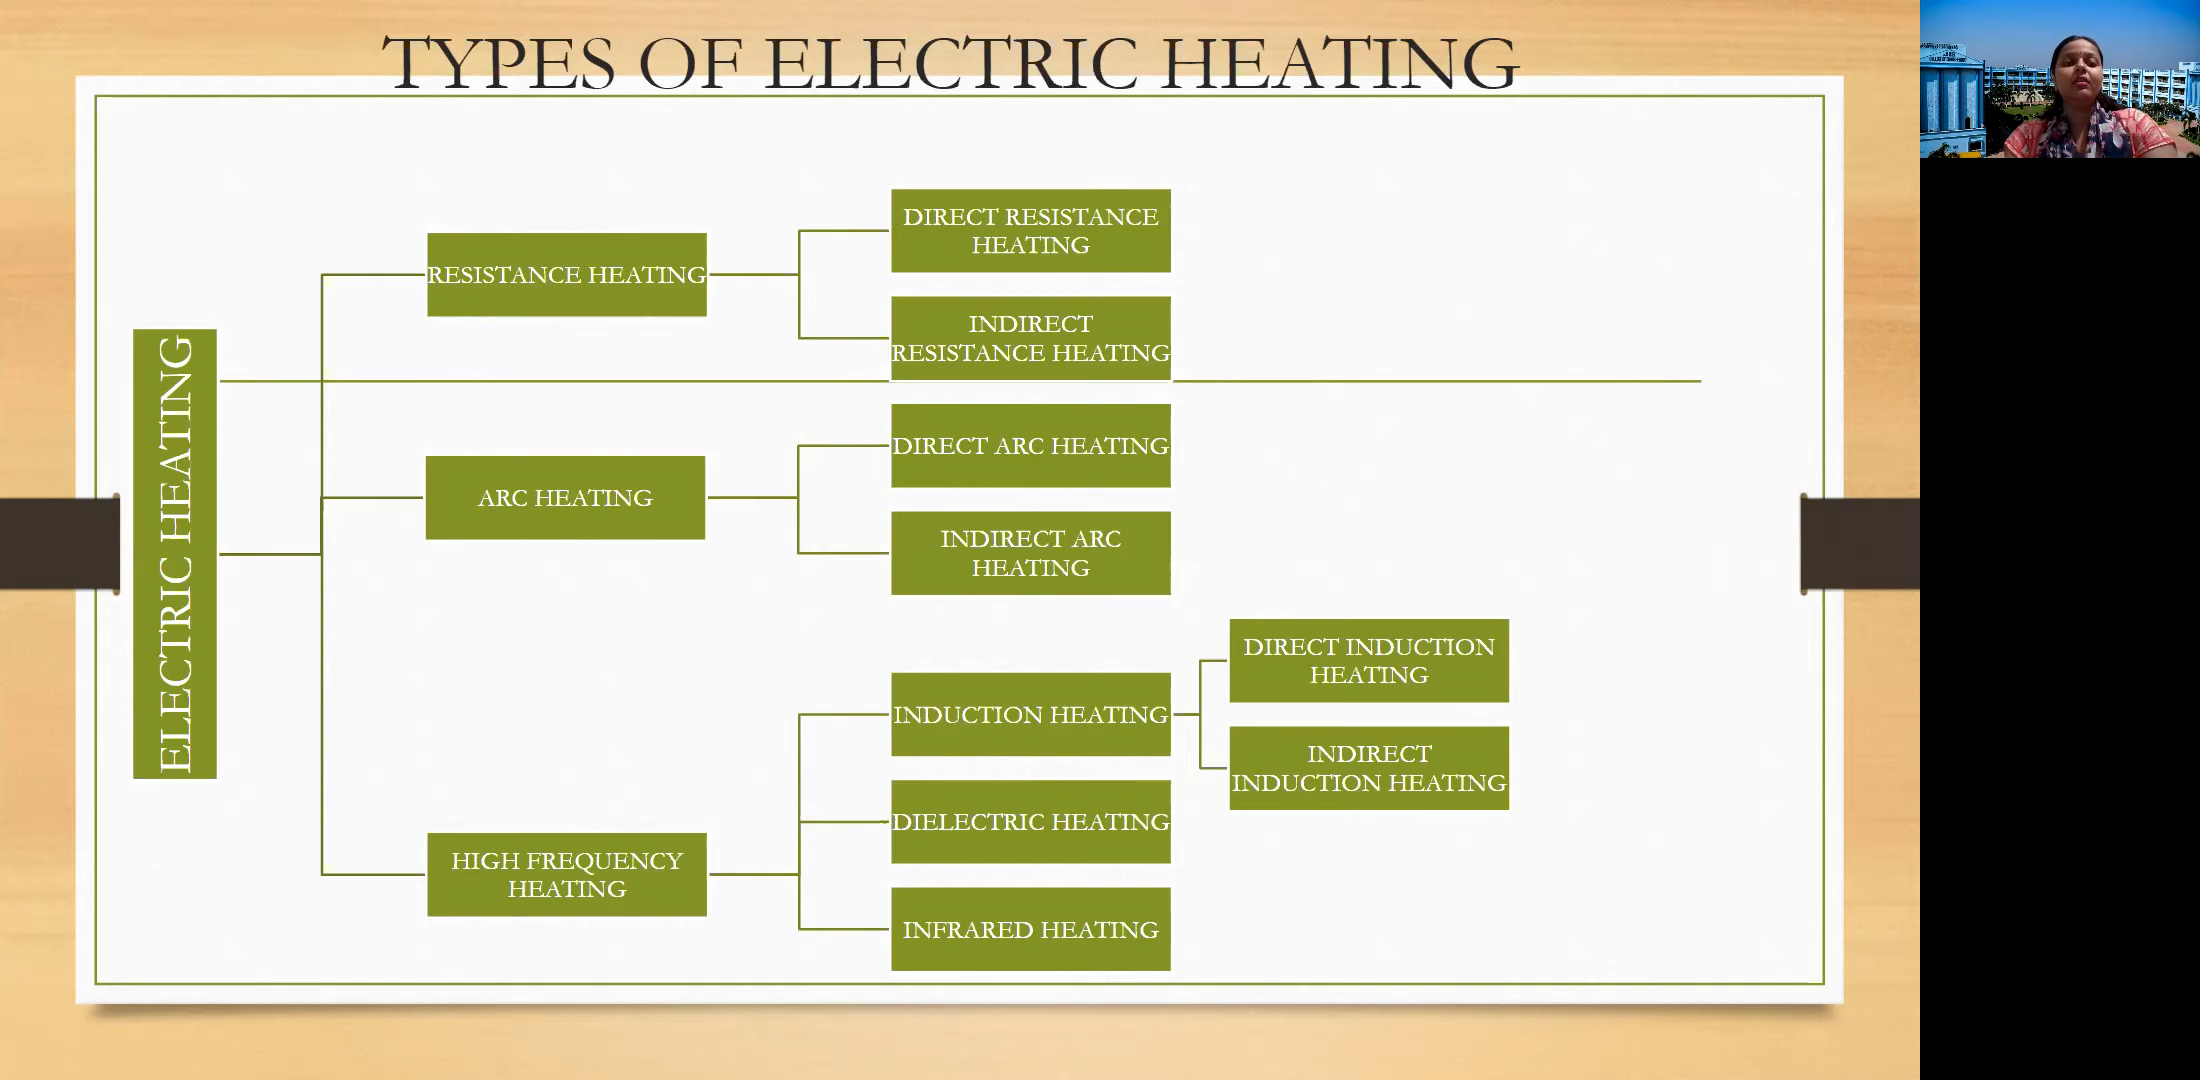 TYPES OF ELECTRIC HEATING
ELECTRIC HEATING
RESISTANCE HEATING
DIRECT RESISTANCE
HEATING
INDIRECT
RESISTANCE HEATING
ARC HEATING
DIRECT ARC HEATING
INDIRECT ARC
HEATING
HIGH FREQUENCY
HEATING
INDUCTION HEATING
DIRECT INDUCTION
HEATING
INDIRECT
INDUCTION HEATING
DIELECTRIC HEATING
INFRARED HEATING